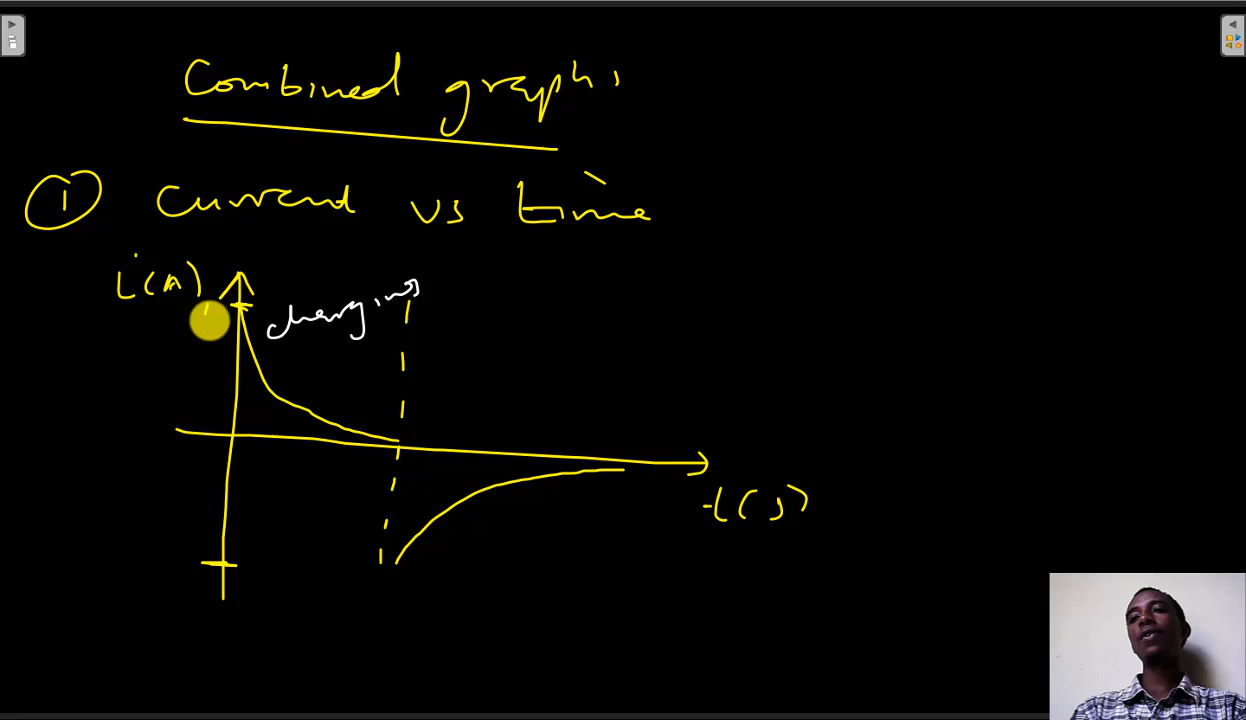 Combined graphs
① Current vs time
i(A)
charging
t(s)